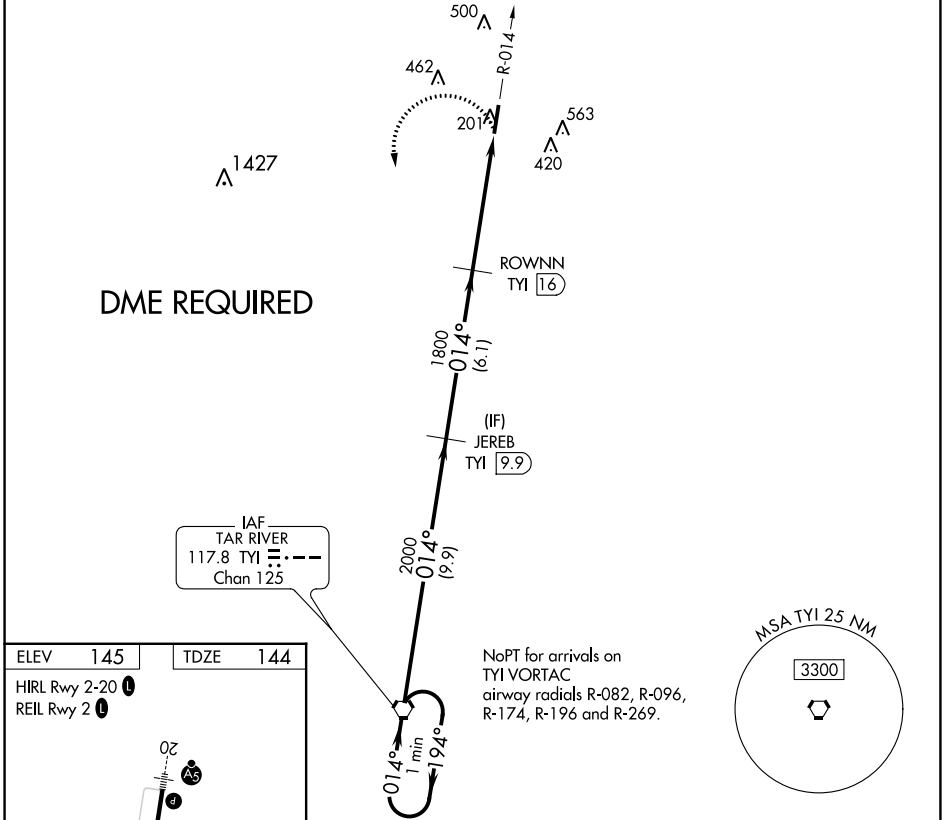 500
R-014
462
201
563
420
1427
ROWNN
TYI 16
DME REQUIRED
1800
014°
(6.1)
(IF)
JEREB
TYI 9.9
IAF
TAR RIVER
117.8 TYI
Chan 125
2000
014°
(9.9)
MSA TYI 25 NM
3300
NoPT for arrivals on
TYI VORTAC
airway radials R-082, R-096,
R-174, R-196 and R-269.
ELEV 145 TDZE 144
HIRL Rwy 2-20 L
REIL Rwy 2 L
014°
1 min
194°
20
A5
P